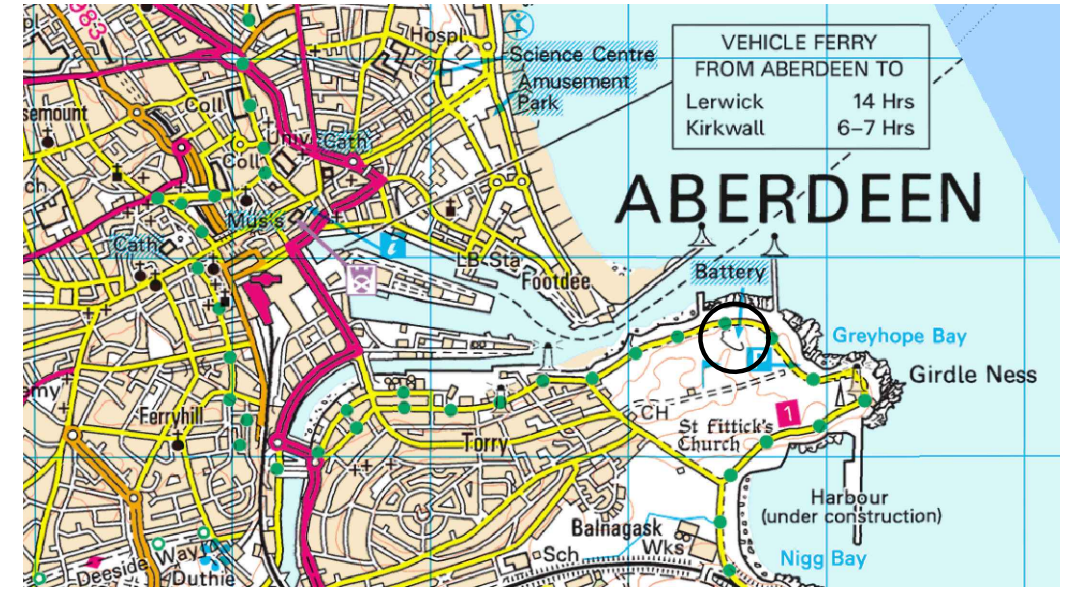 983
Hospl
Science Centre
Amusement
Park
VEHICLE FERRY
FROM ABERDEEN TO
Lerwick 14 Hrs
Kirkwall 6–7 Hrs
Coll
Univ
Cath
Coll
ABERDEEN
Mus's
i
Cath
LB Sta
Footdee
Battery
Greyhope Bay
Girdle Ness
Ferryhill
Torry
CH
1
St Fittick's
Church
Harbour
(under construction)
Balnagask
Sch
Wks
Nigg Bay
Deeside Way
Duthie